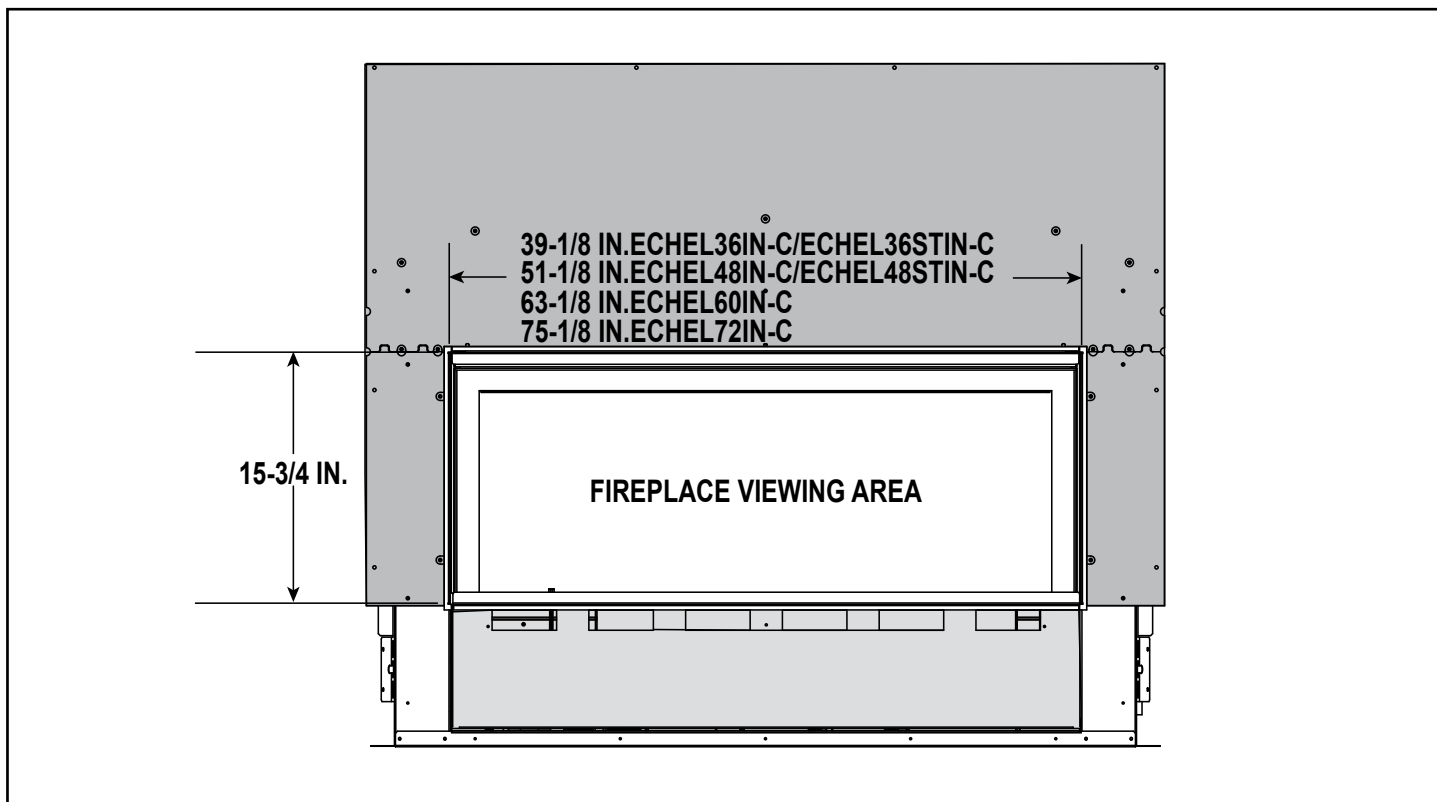 39-1/8 IN.ECHEL36IN-C/ECHEL36STIN-C
51-1/8 IN.ECHEL48IN-C/ECHEL48STIN-C
63-1/8 IN.ECHEL60IN-C
75-1/8 IN.ECHEL72IN-C
15-3/4 IN.
FIREPLACE VIEWING AREA